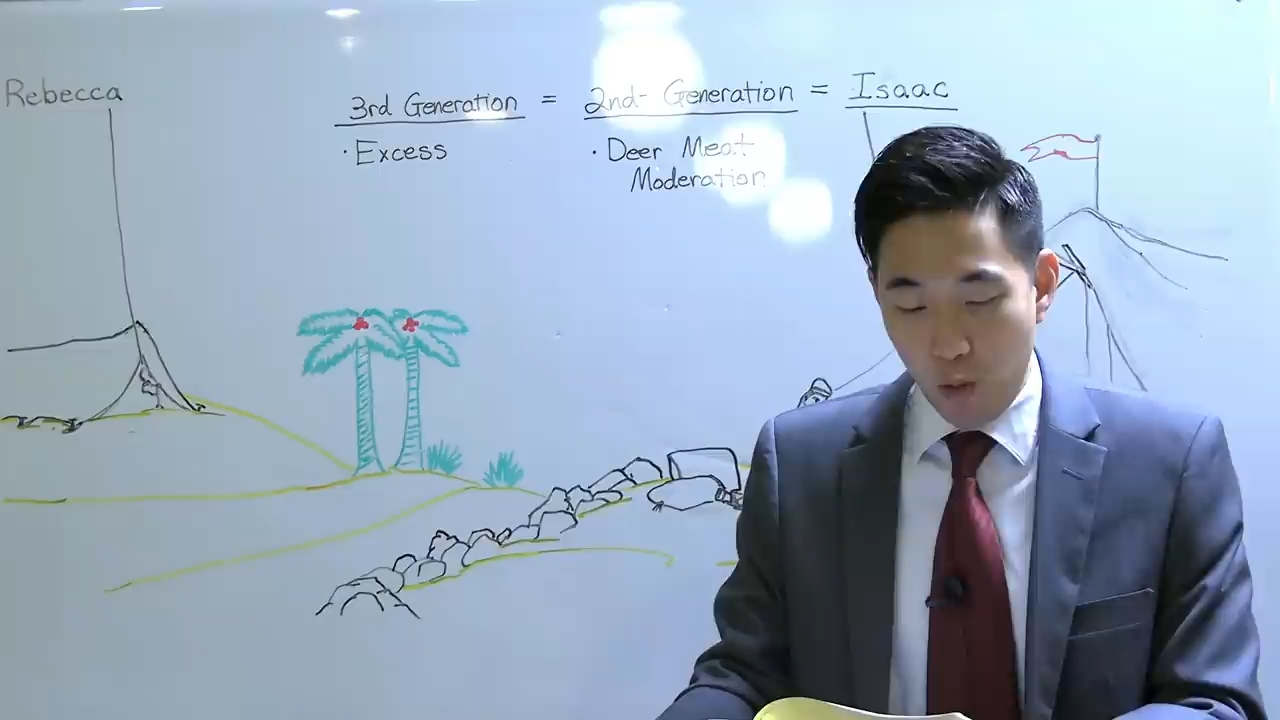 Rebecca
3rd Generation = 2nd- Generation = Isaac
· Excess
· Deer Meat
Moderation